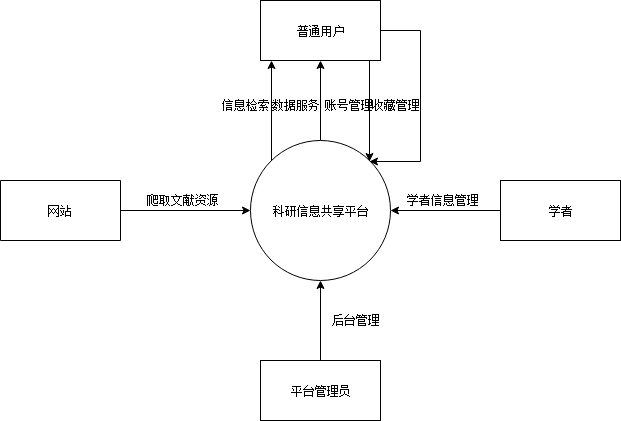 普通用户
信息检索
数据服务
账号管理
收藏管理
网站
爬取文献资源
科研信息共享平台
学者信息管理
学者
后台管理
平台管理员